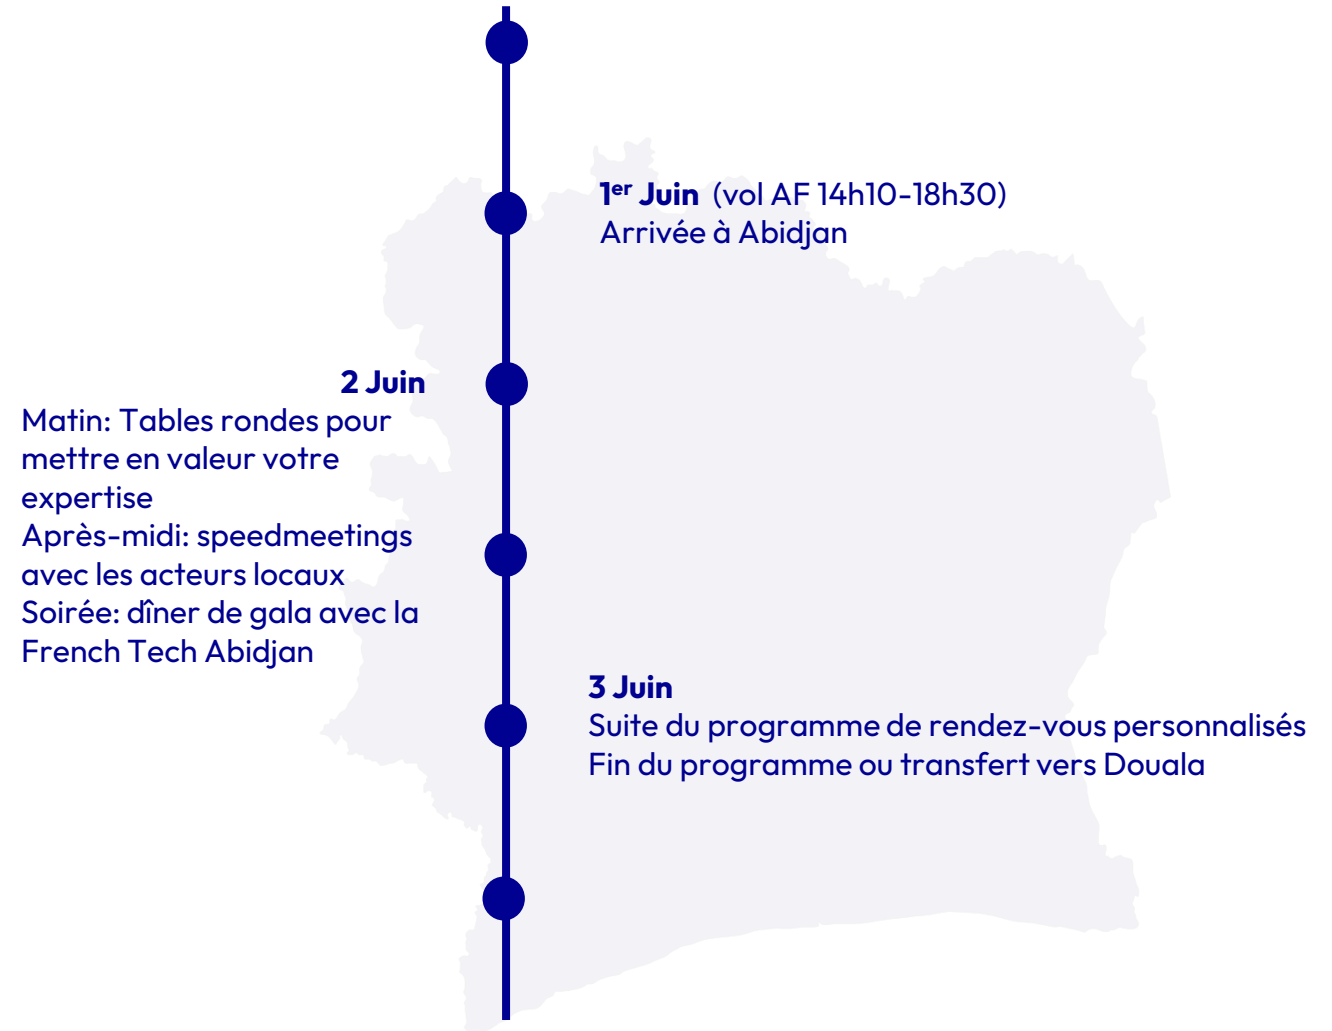 1er Juin (vol AF 14h10-18h30)
Arrivée à Abidjan
2 Juin
Matin: Tables rondes pour
mettre en valeur votre
expertise
Après-midi: speedmeetings
avec les acteurs locaux
Soirée: dîner de gala avec la
French Tech Abidjan
3 Juin
Suite du programme de rendez-vous personnalisés
Fin du programme ou transfert vers Douala